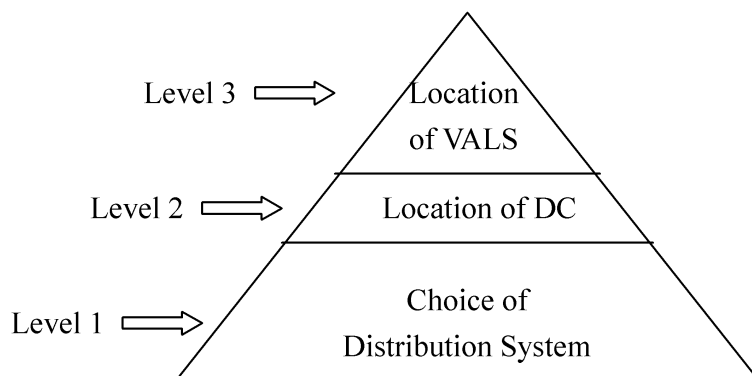 Level 3
Location
of VALS
Level 2
Location of DC
Level 1
Choice of
Distribution System